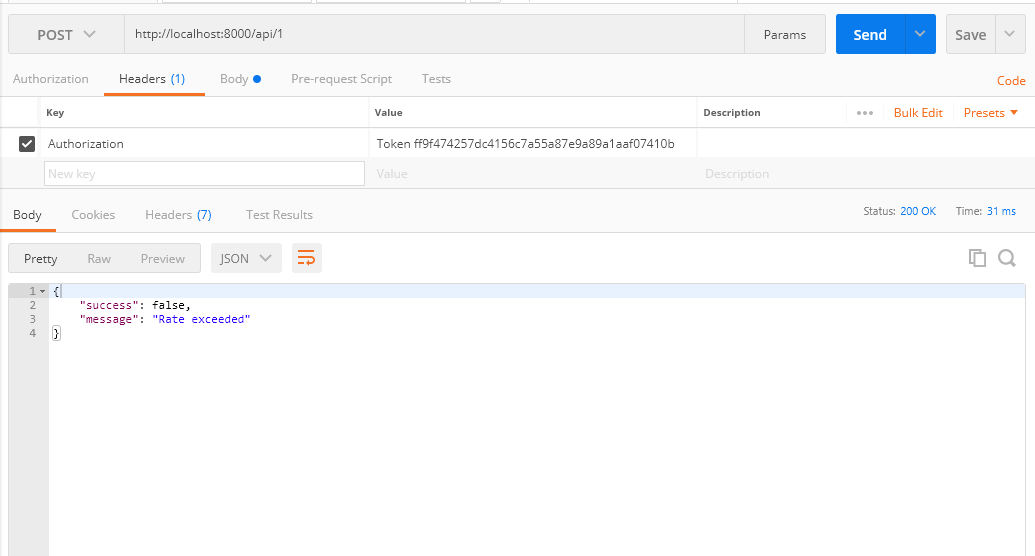 POST http://localhost:8000/api/1 Params Send Save
Authorization Headers (1) Body Pre-request Script Tests Code
Key Value Description ••• Bulk Edit Presets
Authorization Token ff9f474257dc4156c7a55a87e9a89a1aaf07410b
New key Value Description
Body Cookies Headers (7) Test Results Status: 200 OK Time: 31 ms
Pretty Raw Preview JSON
1 {
2 "success": false,
3 "message": "Rate exceeded"
4 }